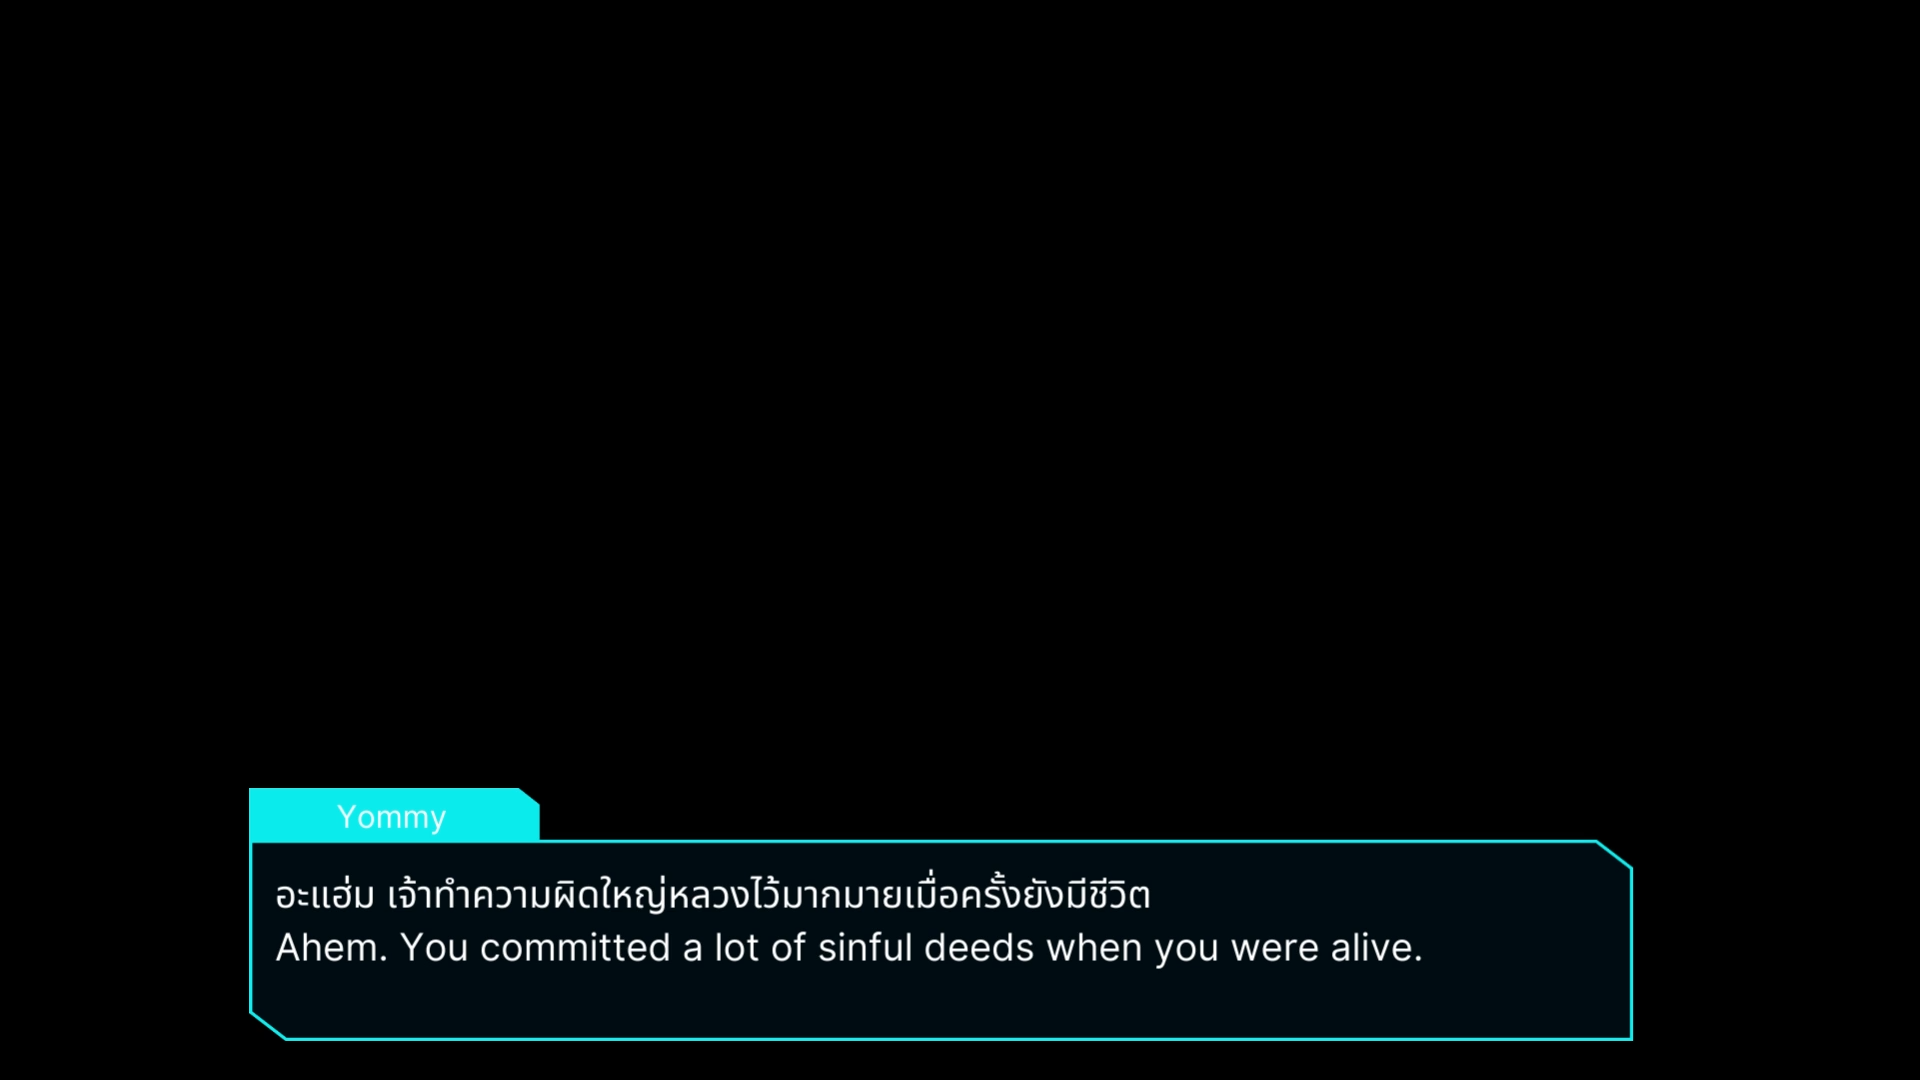 Yommy
อะแฮ่ม เจ้าทำความผิดใหญ่หลวงไว้มากมายเมื่อครั้งยังมีชีวิต
Ahem. You committed a lot of sinful deeds when you were alive.